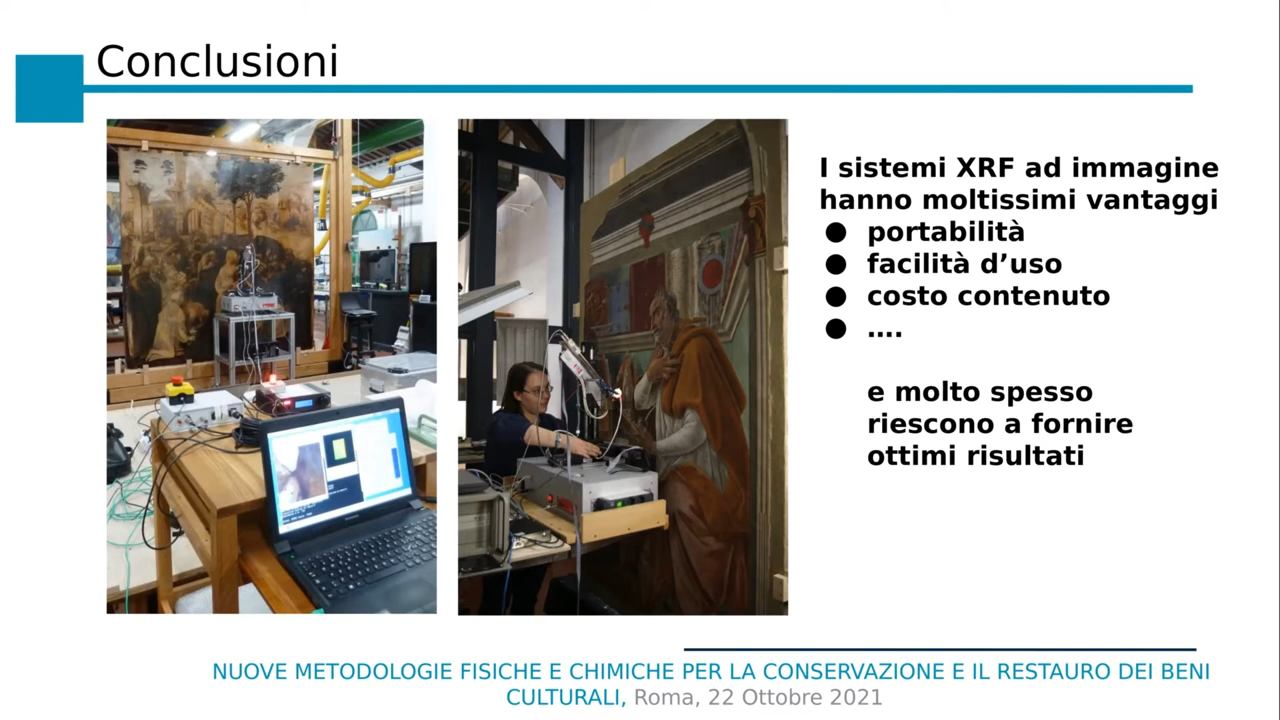 Conclusioni
I sistemi XRF ad immagine
hanno moltissimi vantaggi
● portabilità
● facilità d’uso
● costo contenuto
● ….
e molto spesso
riescono a fornire
ottimi risultati
NUOVE METODOLOGIE FISICHE E CHIMICHE PER LA CONSERVAZIONE E IL RESTAURO DEI BENI
CULTURALI, Roma, 22 Ottobre 2021